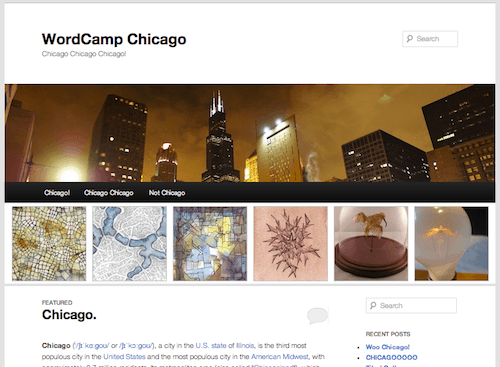 WordCamp Chicago
Chicago Chicago Chicago!
Search
Chicago! Chicago Chicago Not Chicago
FEATURED
Chicago.
Search
Chicago (/ʃɪˈkɑːɡoʊ/ or /ʃɪˈkɔːɡoʊ/), a city in the U.S. state of Illinois, is the third most
populous city in the United States and the most populous city in the American Midwest, with
RECENT POSTS
Woo Chicago!
CHICAGOOOOO